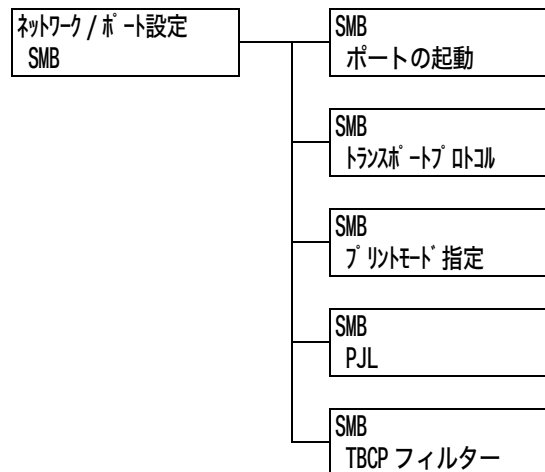 ﾈｯﾄﾜｰｸ / ﾎﾟｰﾄ設定
SMB
SMB
ポートの起動
SMB
ﾄﾗﾝｽﾎﾟｰﾄﾌﾟﾛﾄｺﾙ
SMB
ﾌﾟﾘﾝﾄﾓｰﾄﾞ指定
SMB
PJL
SMB
TBCP フィルター